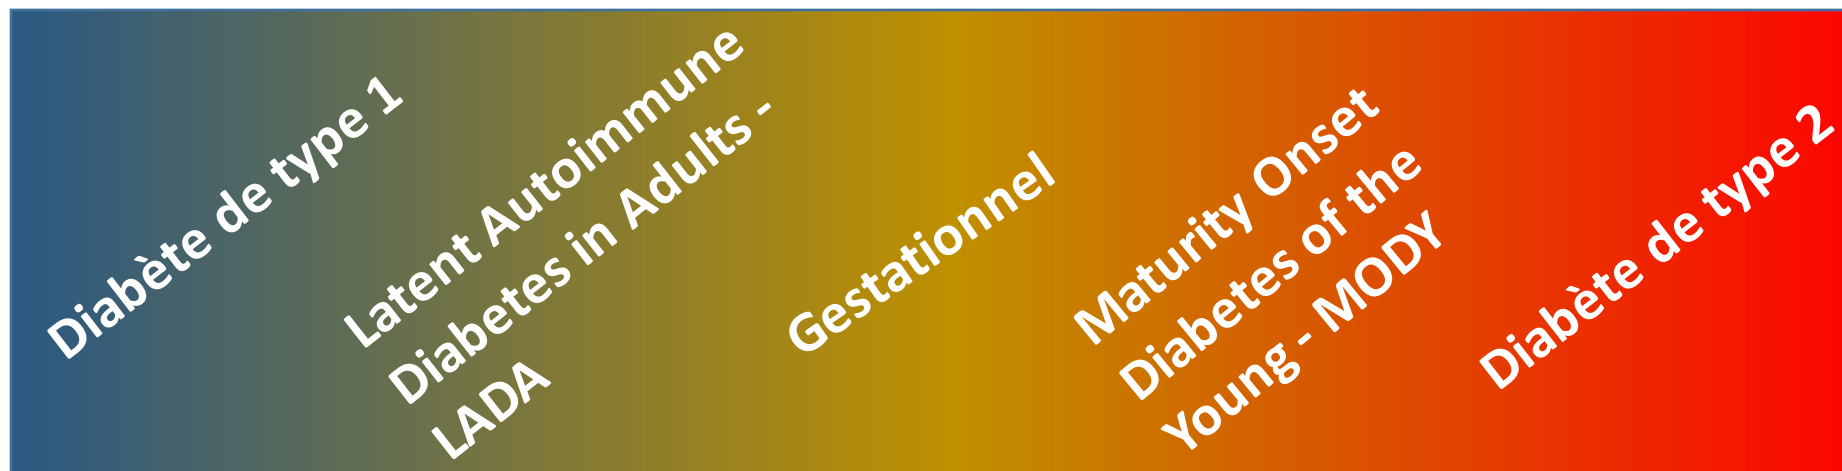 Diabète de type 1
Latent Autoimmune
Diabetes in Adults -
LADA
Gestationnel
Maturity Onset
Diabetes of the
Young - MODY
Diabète de type 2